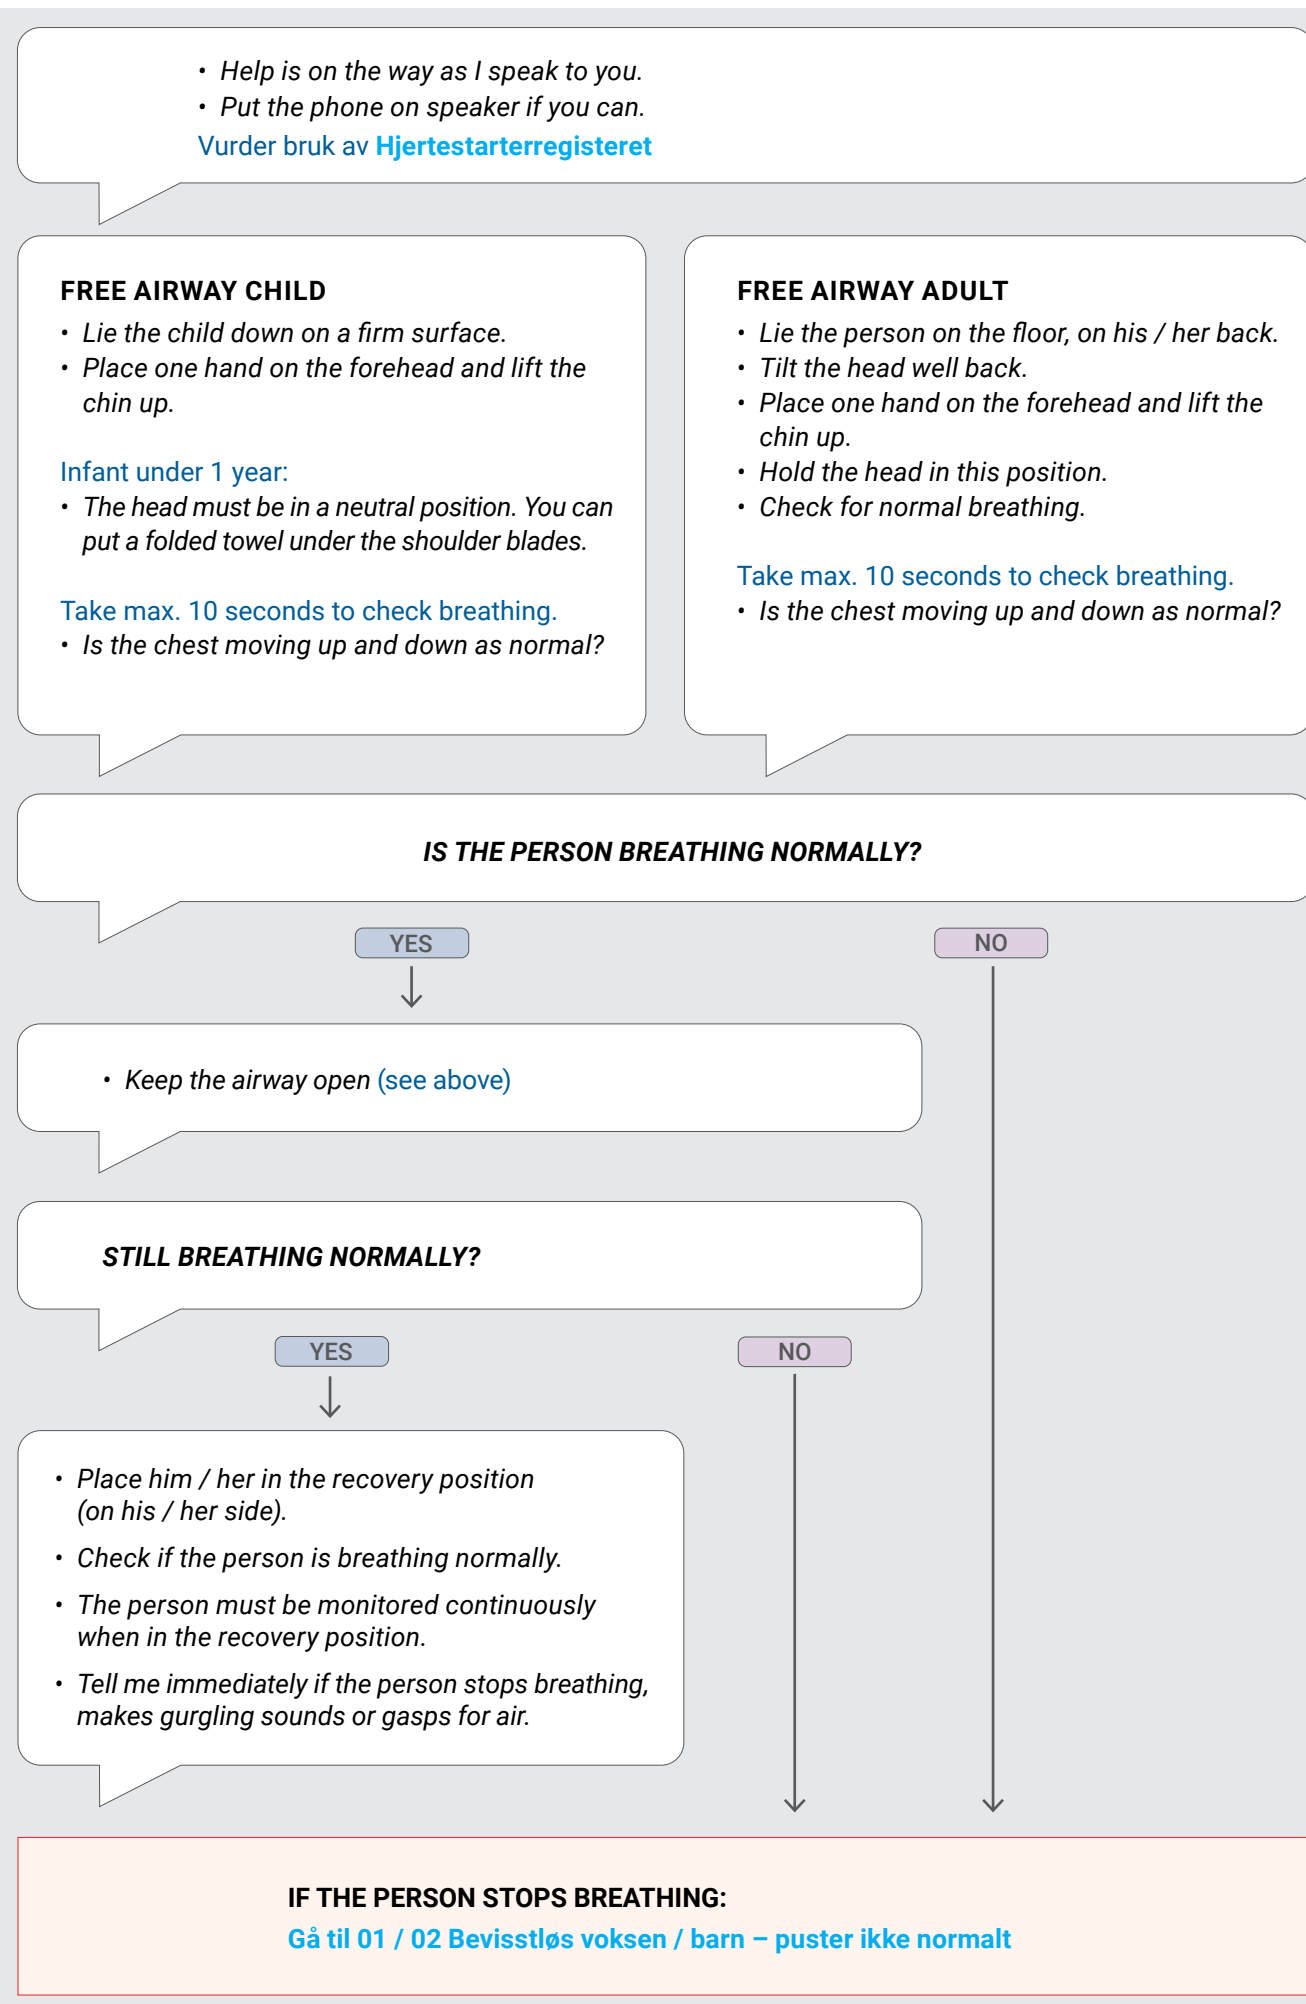 • Help is on the way as I speak to you.
• Put the phone on speaker if you can.
Vurder bruk av Hjertestarterregisteret
FREE AIRWAY CHILD
• Lie the child down on a firm surface.
• Place one hand on the forehead and lift the
chin up.
Infant under 1 year:
• The head must be in a neutral position. You can
put a folded towel under the shoulder blades.
Take max. 10 seconds to check breathing.
• Is the chest moving up and down as normal?
FREE AIRWAY ADULT
• Lie the person on the floor, on his / her back.
• Tilt the head well back.
• Place one hand on the forehead and lift the
chin up.
• Hold the head in this position.
• Check for normal breathing.
Take max. 10 seconds to check breathing.
• Is the chest moving up and down as normal?
IS THE PERSON BREATHING NORMALLY?
YES
NO
• Keep the airway open (see above)
STILL BREATHING NORMALLY?
YES
NO
• Place him / her in the recovery position
(on his / her side).
• Check if the person is breathing normally.
• The person must be monitored continuously
when in the recovery position.
• Tell me immediately if the person stops breathing,
makes gurgling sounds or gasps for air.
IF THE PERSON STOPS BREATHING:
Gå til 01 / 02 Bevisstløs voksen / barn – puster ikke normalt